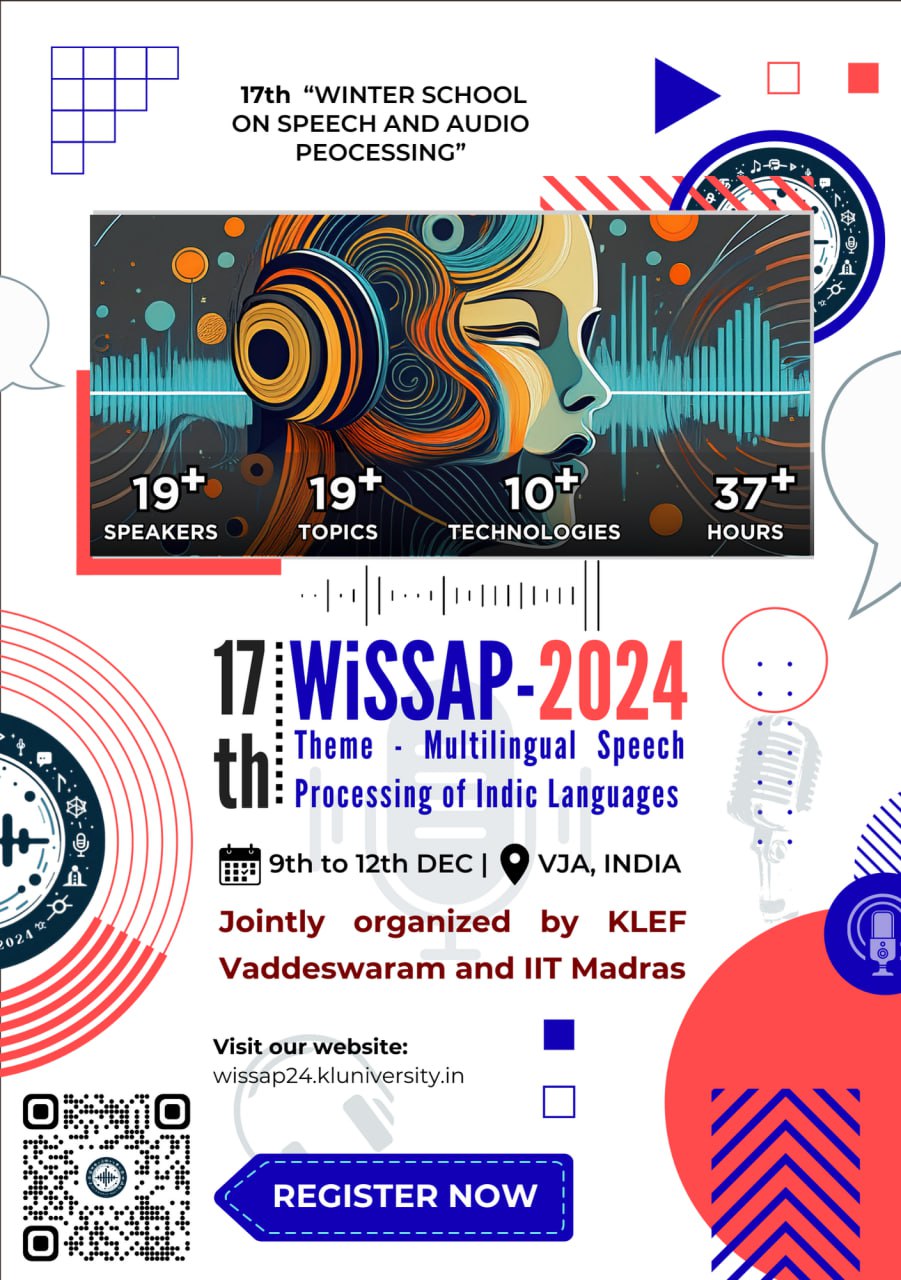 17th “WINTER SCHOOL
ON SPEECH AND AUDIO
PEOCESSING”
19+ 19+ 10+ 37+
SPEAKERS TOPICS TECHNOLOGIES HOURS
17 WiSSAP-2024
th Theme - Multilingual Speech
Processing of Indic Languages
9th to 12th DEC | VJA, INDIA
Jointly organized by KLEF
Vaddeswaram and IIT Madras
2024
Visit our website:
wissap24.kluniversity.in
REGISTER NOW